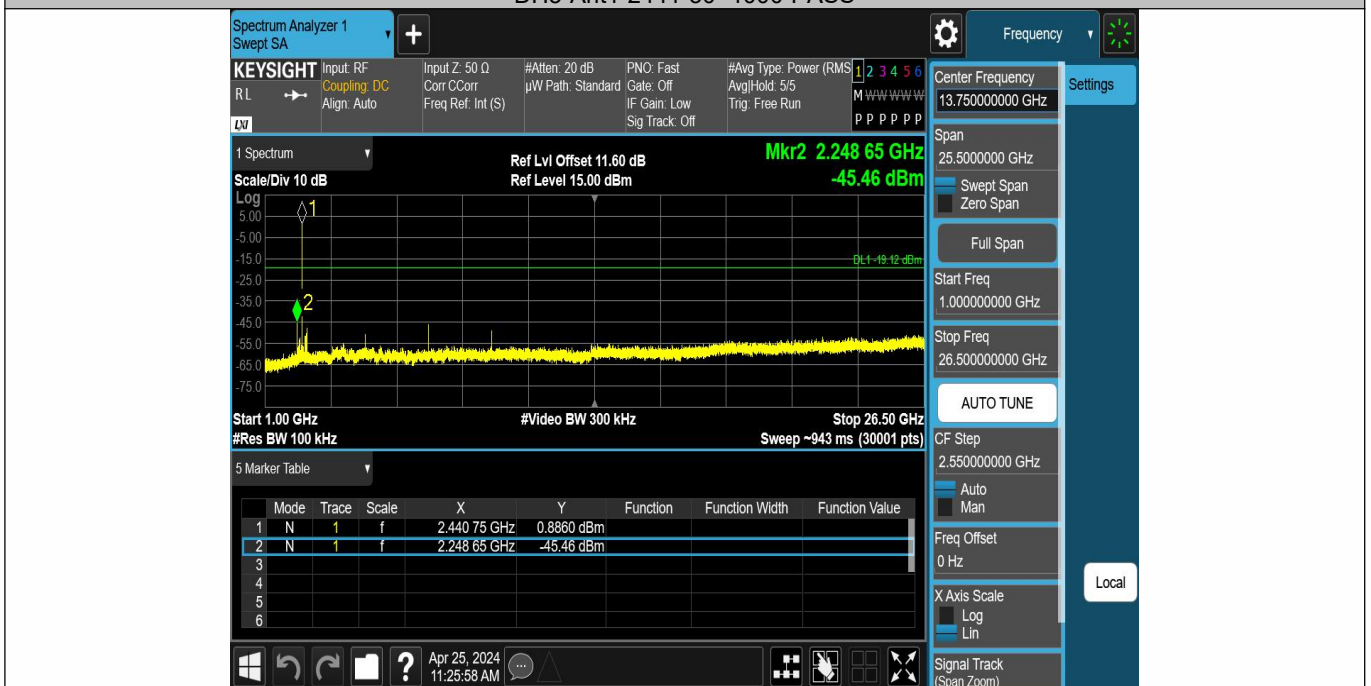 Spectrum Analyzer 1
Swept SA
+
Frequency
KEYSIGHT
RL
LXI
Input: RF
Coupling: DC
Align: Auto
Input Z: 50 Ω
Corr CCorr
Freq Ref: Int (S)
#Atten: 20 dB
µW Path: Standard
PNO: Fast
Gate: Off
IF Gain: Low
Sig Track: Off
#Avg Type: Power (RMS
Avg|Hold: 5/5
Trig: Free Run
1 2 3 4 5 6
M W W W W W
P P P P P P
Settings
Center Frequency
13.750000000 GHz
Span
25.5000000 GHz
Swept Span
Zero Span
Full Span
Start Freq
1.000000000 GHz
Stop Freq
26.500000000 GHz
AUTO TUNE
CF Step
2.550000000 GHz
Auto
Man
Freq Offset
0 Hz
X Axis Scale
Log
Lin
Signal Track
(Span Zoom)
Local
1 Spectrum
Scale/Div 10 dB
Ref Lvl Offset 11.60 dB
Ref Level 15.00 dBm
Mkr2 2.248 65 GHz
-45.46 dBm
Log
5.00
-5.00
-15.0
-25.0
-35.0
-45.0
-55.0
-65.0
-75.0
1
2
DL1 -19.12 dBm
Start 1.00 GHz
#Video BW 300 kHz
Stop 26.50 GHz
#Res BW 100 kHz
Sweep ~943 ms (30001 pts)
5 Marker Table
Mode Trace Scale X Y Function Function Width Function Value
1 N 1 f 2.440 75 GHz 0.8860 dBm
2 N 1 f 2.248 65 GHz -45.46 dBm
3
4
5
6
?
Apr 25, 2024
11:25:58 AM